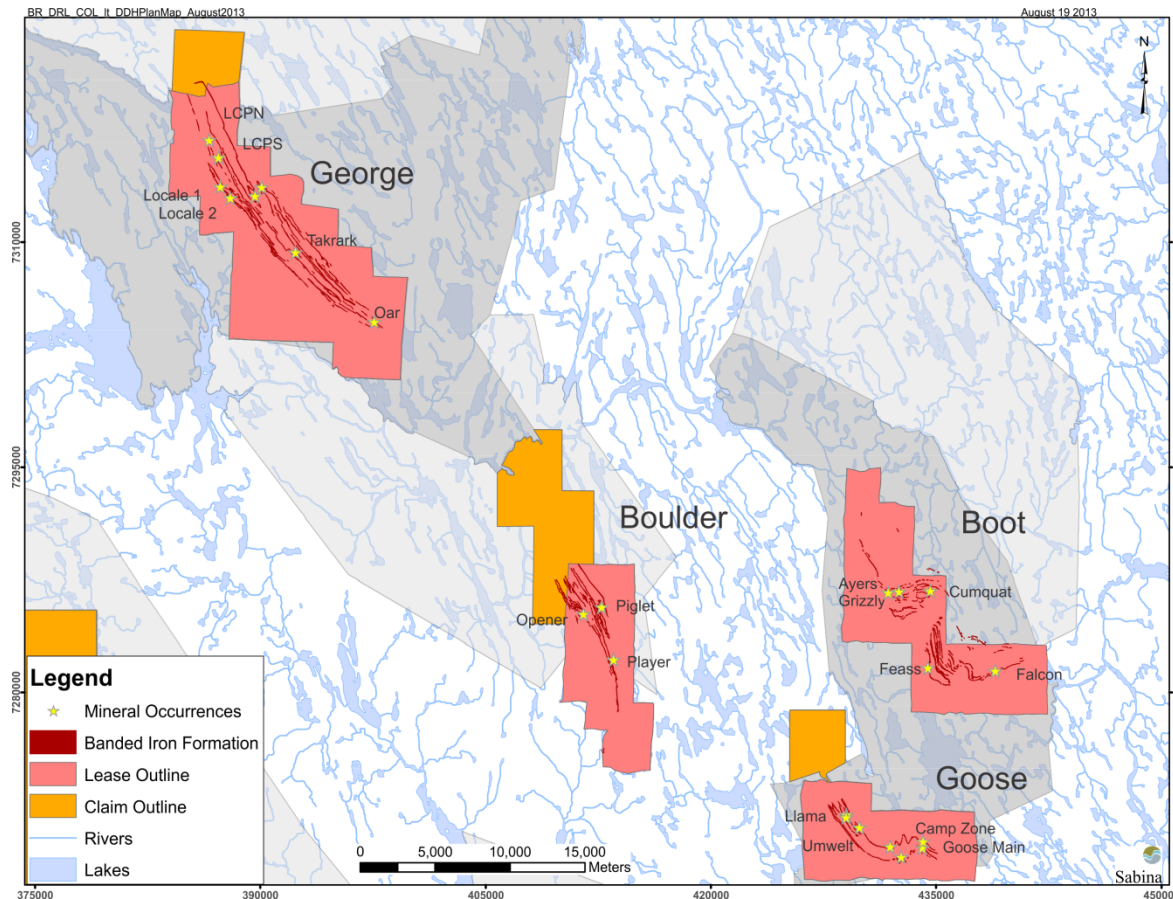 BR_DRL_COL_lt_DDHPlanMap_August2013
August 19 2013
N
LCPN
LCPS
George
Locale 1
Locale 2
Takrark
Oar
7310000
7295000
7280000
Boulder
Boot
Ayers
Grizzly
Cumquat
Piglet
Opener
Player
Feass
Falcon
Goose
Llama
Umwelt
Camp Zone
Goose Main
Legend
Mineral Occurrences
Banded Iron Formation
Lease Outline
Claim Outline
Rivers
Lakes
0 5,000 10,000 15,000
Meters
Sabina
375000 390000 405000 420000 435000 450000